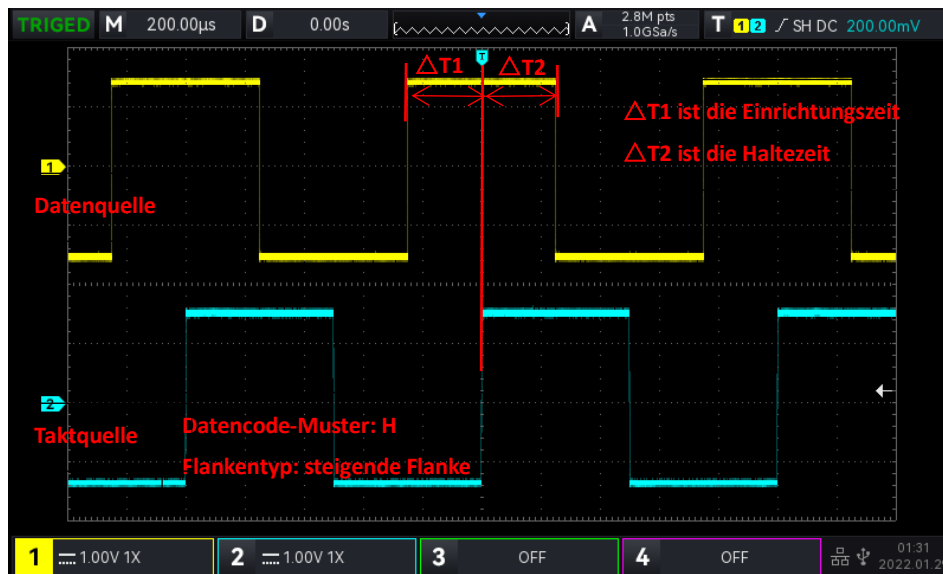 TRIGED M 200.00µs D 0.00s A 2.8M pts 1.0GSa/s T 1 2 SH DC 200.00mV
T
△T1 △T2
△T1 ist die Einrichtungszeit
1
△T2 ist die Haltezeit
Datenquelle
2
Taktquelle
Datencode-Muster: H
Flankentyp: steigende Flanke
1 1.00V 1X 2 1.00V 1X 3 OFF 4 OFF 01:31
2022.01.2